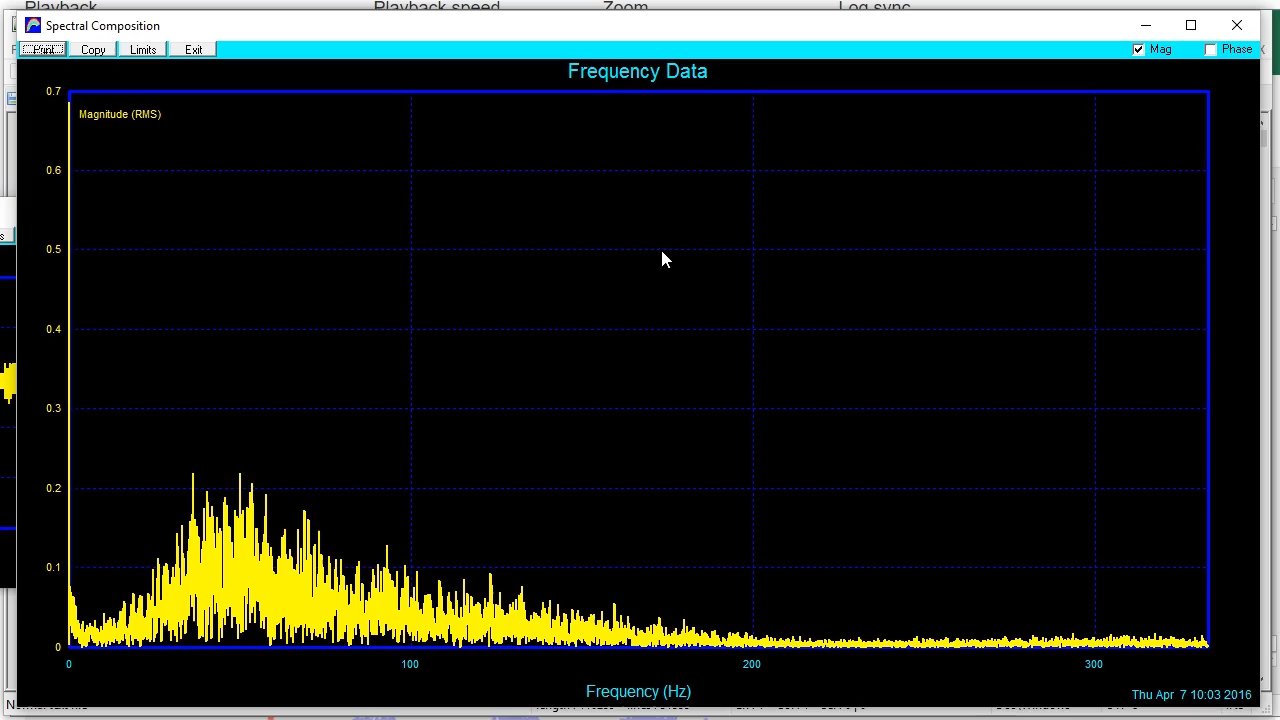 Playback Playback speed Zoom Log sync
Spectral Composition
Print Copy Limits Exit Mag Phase
Frequency Data
0.7
Magnitude (RMS)
0.6
0.5
0.4
0.3
0.2
0.1
0
0 100 200 300
Frequency (Hz)
Thu Apr 7 10:03 2016